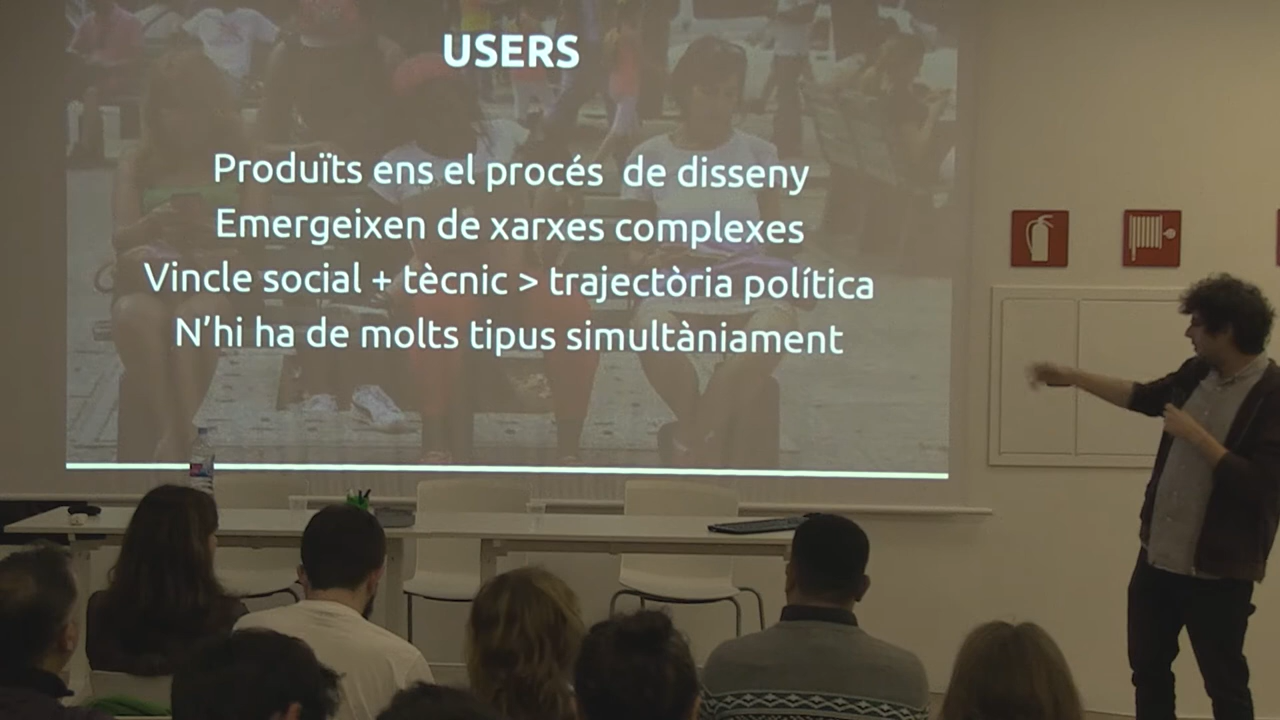 USERS
Produïts ens el procés de disseny
Emergeixen de xarxes complexes
Vincle social + tècnic > trajectòria política
N’hi ha de molts tipus simultàniament